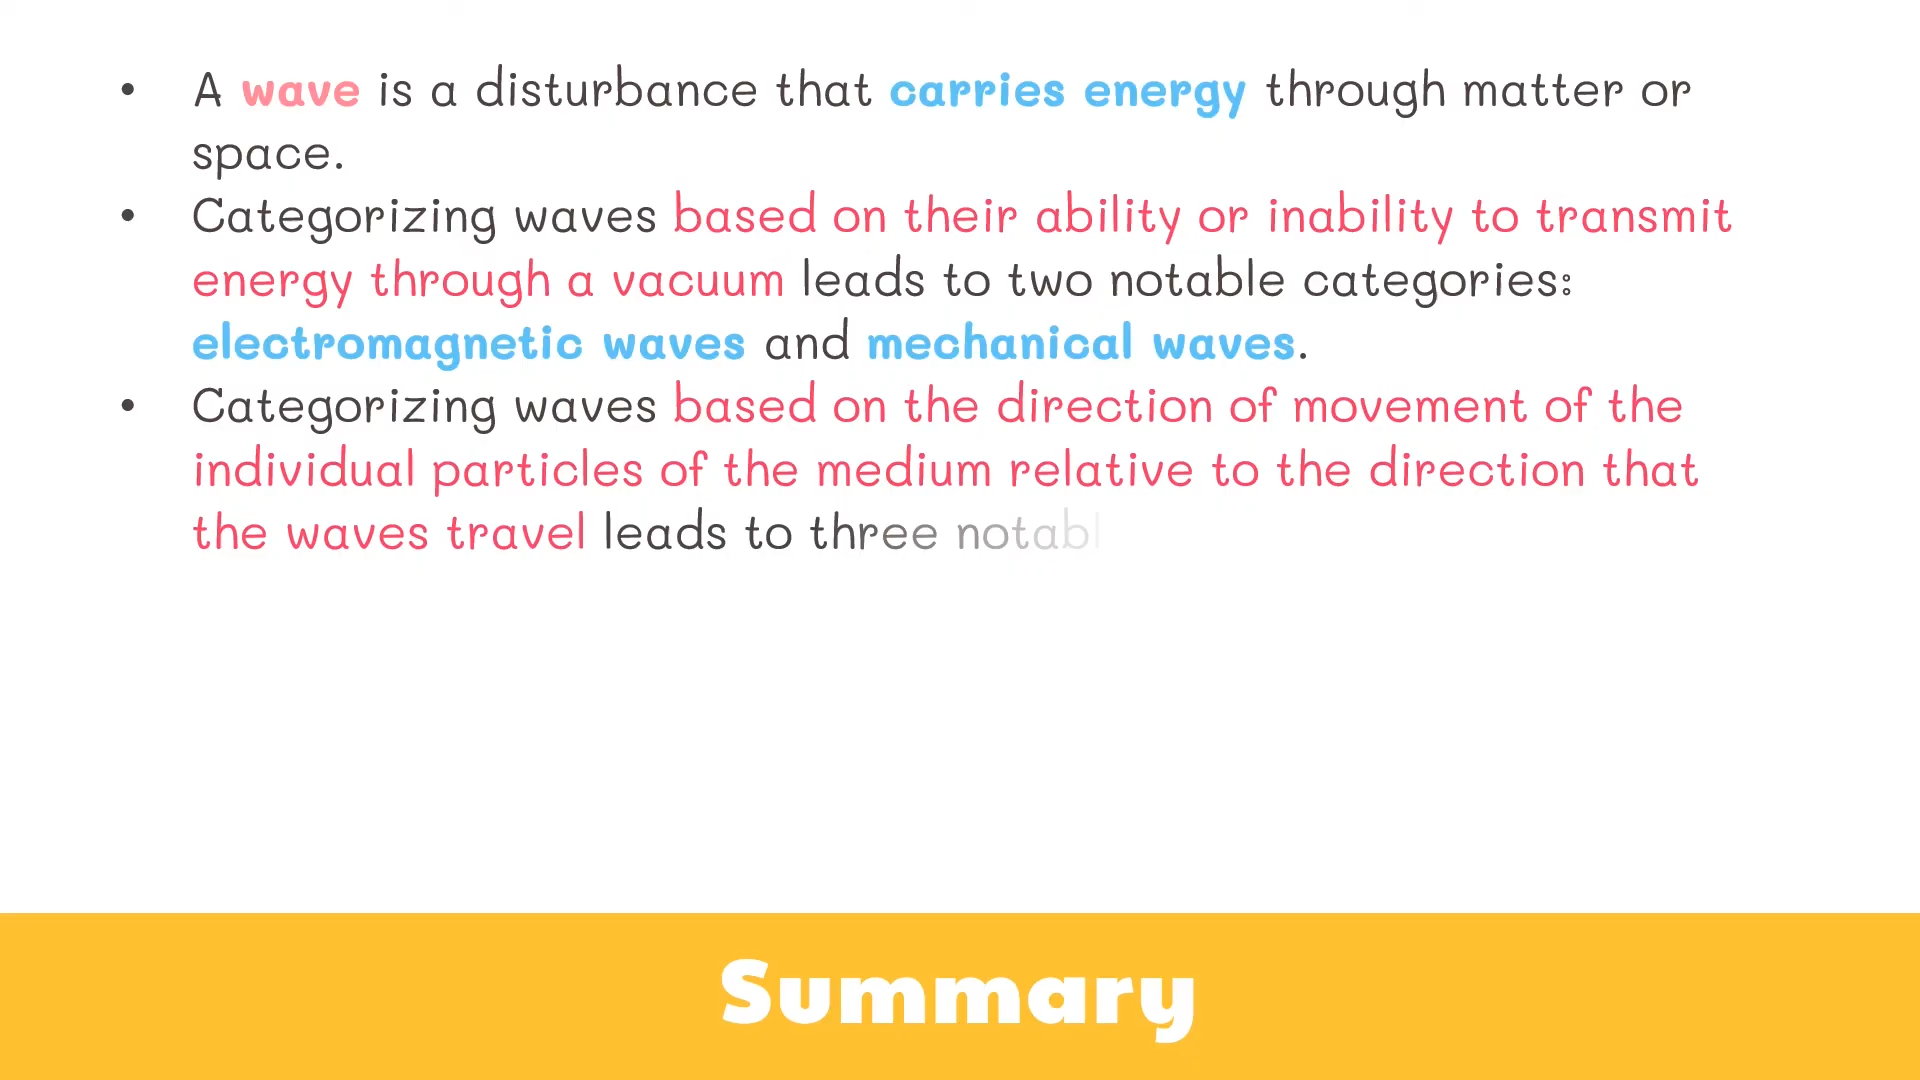 • A wave is a disturbance that carries energy through matter or
space.
• Categorizing waves based on their ability or inability to transmit
energy through a vacuum leads to two notable categories:
electromagnetic waves and mechanical waves.
• Categorizing waves based on the direction of movement of the
individual particles of the medium relative to the direction that
the waves travel leads to three notabl
Summary